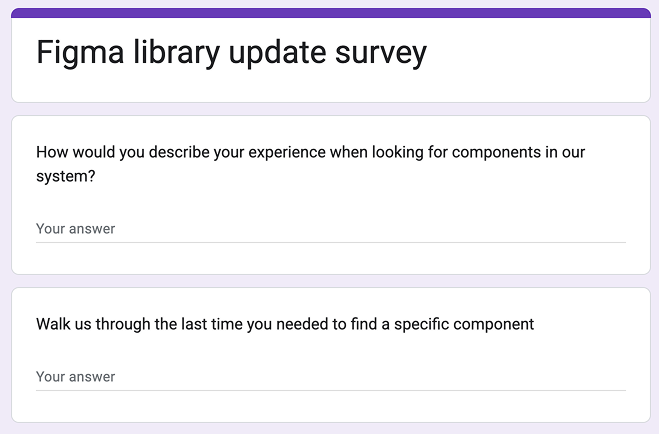 Figma library update survey
How would you describe your experience when looking for components in our
system?
Your answer
Walk us through the last time you needed to find a specific component
Your answer